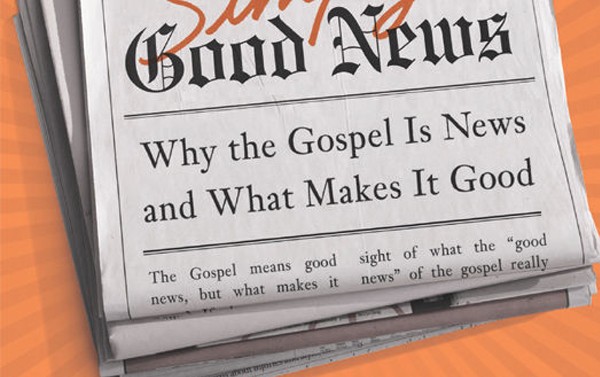 Simply
Good News
Why the Gospel Is News
and What Makes It Good
The Gospel means good
news, but what makes it
sight of what the “good
news” of the gospel really